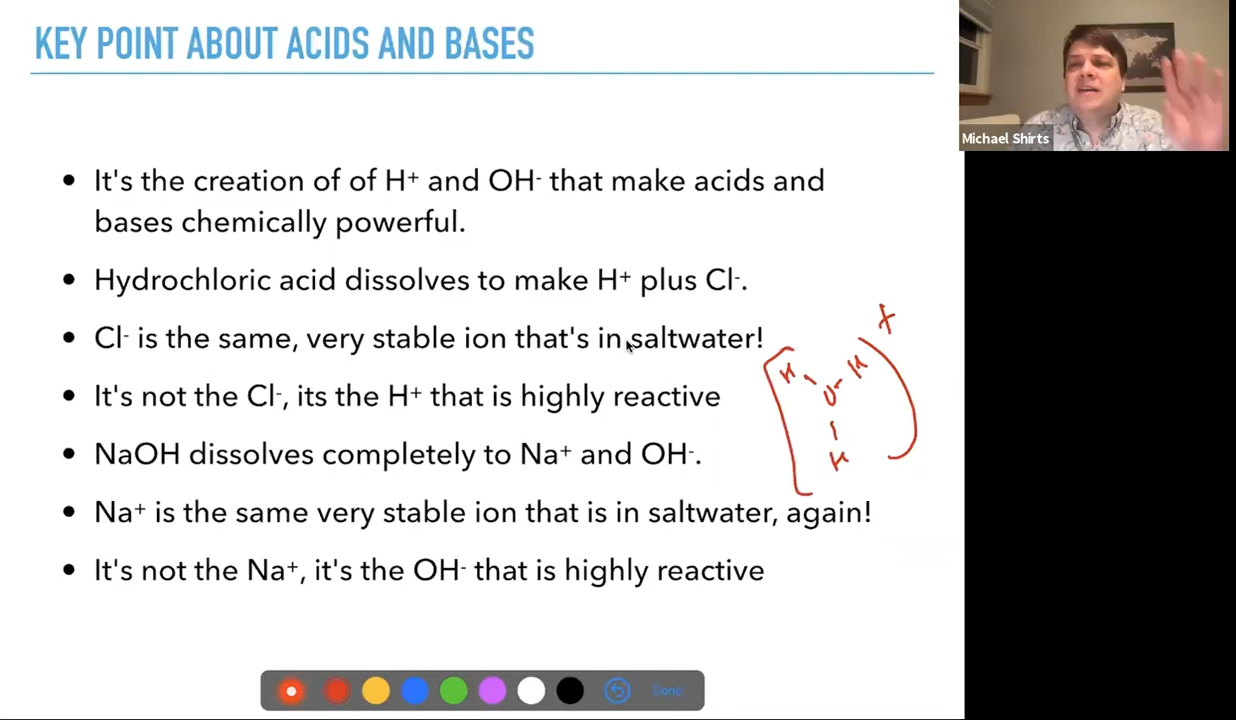 KEY POINT ABOUT ACIDS AND BASES
Michael Shirts
• It's the creation of of H⁺ and OH⁻ that make acids and
bases chemically powerful.
• Hydrochloric acid dissolves to make H⁺ plus Cl⁻.
• Cl⁻ is the same, very stable ion that's in saltwater!
• It's not the Cl⁻, its the H⁺ that is highly reactive
• NaOH dissolves completely to Na⁺ and OH⁻.
• Na⁺ is the same very stable ion that is in saltwater, again!
• It's not the Na⁺, it's the OH⁻ that is highly reactive
+
H H
O
H
Done